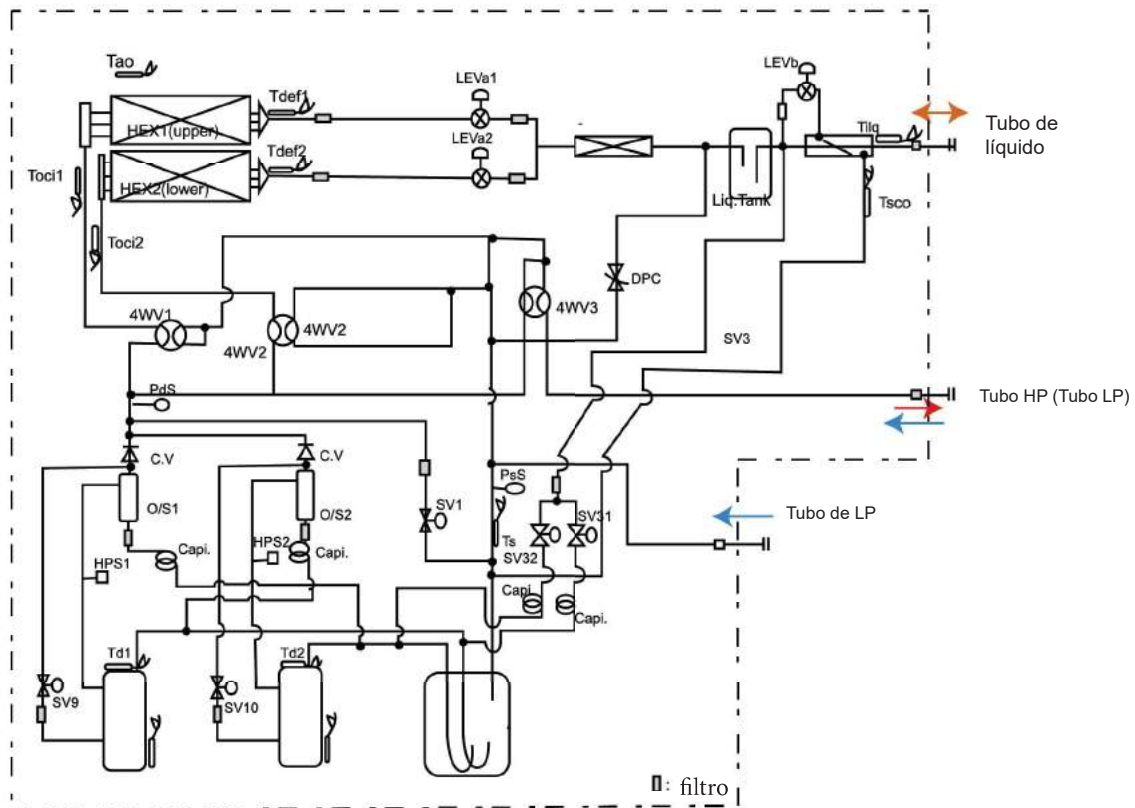 Tao
LEVa1
LEVb
Tdef1
HEX1(upper)
LEVa2
Tliq
Tubo de
líquido
Tdef2
Toci1
HEX2(lower)
Liq.Tank
Tsco
Toci2
DPC
4WV1
4WV2
4WV3
4WV2
SV3
PdS
Tubo HP (Tubo LP)
C.V
C.V
PsS
O/S1
O/S2
SV1
SV31
Tubo de LP
Ts
HPS2
Capi.
Capi.
SV32
HPS1
Capi.
Capi.
Td1
Td2
SV9
SV10
: filtro